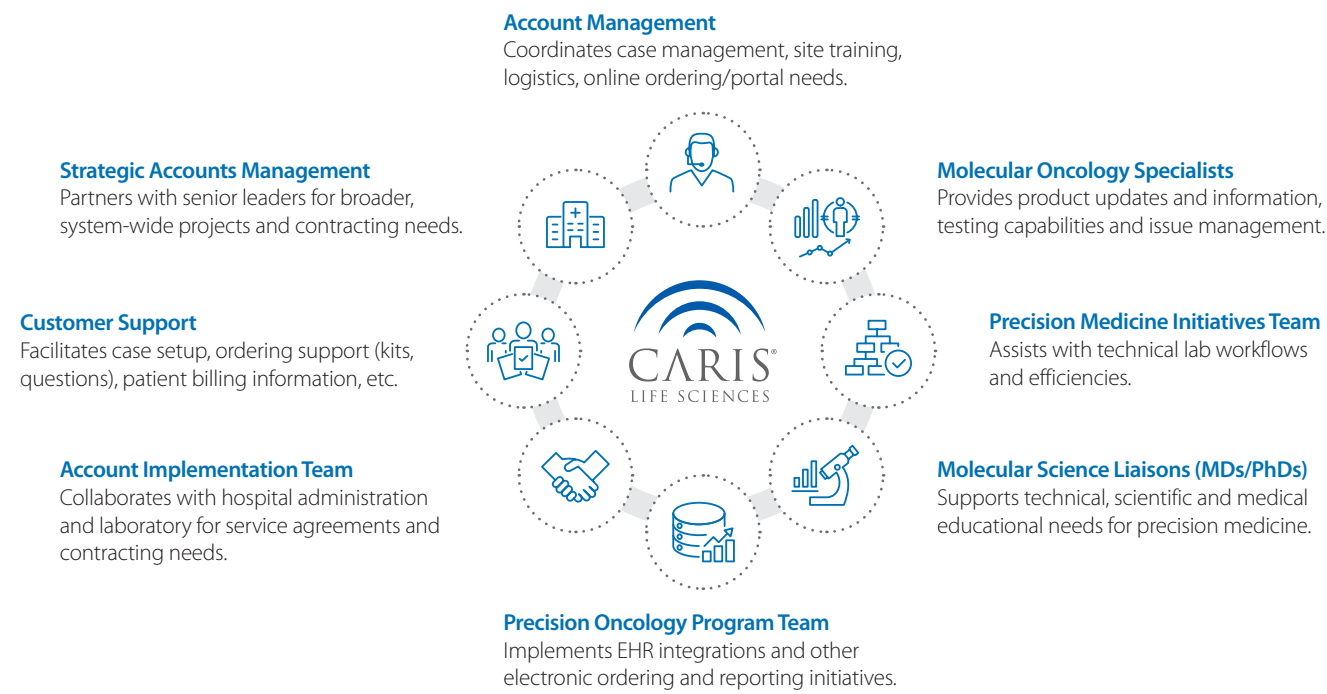 Account Management
Coordinates case management, site training,
logistics, online ordering/portal needs.
Strategic Accounts Management
Partners with senior leaders for broader,
system-wide projects and contracting needs.
Molecular Oncology Specialists
Provides product updates and information,
testing capabilities and issue management.
Customer Support
Facilitates case setup, ordering support (kits,
questions), patient billing information, etc.
CARIS®
LIFE SCIENCES
Precision Medicine Initiatives Team
Assists with technical lab workflows
and efficiencies.
Account Implementation Team
Collaborates with hospital administration
and laboratory for service agreements and
contracting needs.
Molecular Science Liaisons (MDs/PhDs)
Supports technical, scientific and medical
educational needs for precision medicine.
Precision Oncology Program Team
Implements EHR integrations and other
electronic ordering and reporting initiatives.